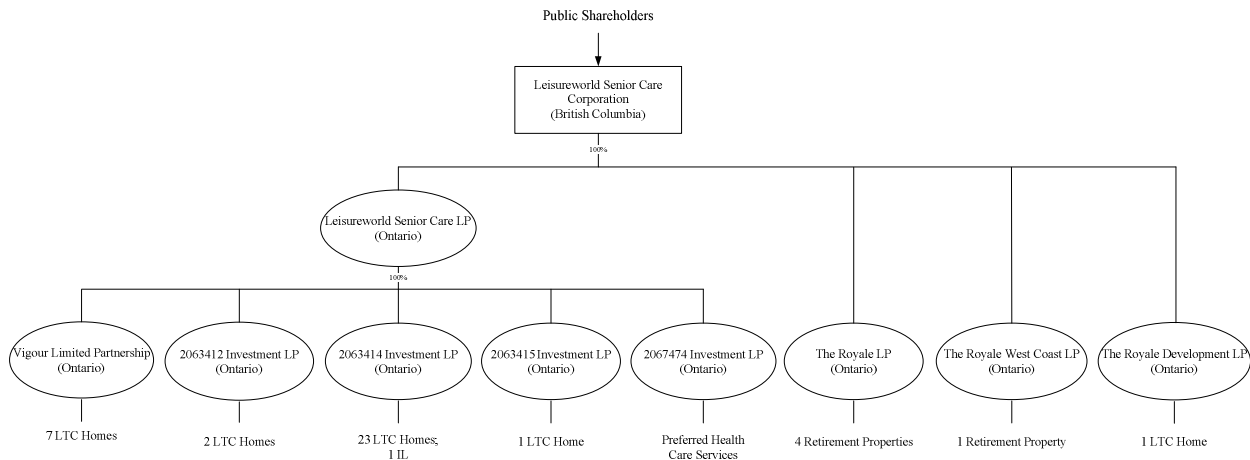 Public Shareholders
Leisureworld Senior Care
Corporation
(British Columbia)
100%
Leisureworld Senior Care LP
(Ontario)
100%
Vigour Limited Partnership
(Ontario)
2063412 Investment LP
(Ontario)
2063414 Investment LP
(Ontario)
2063415 Investment LP
(Ontario)
2067474 Investment LP
(Ontario)
The Royale LP
(Ontario)
The Royale West Coast LP
(Ontario)
The Royale Development LP
(Ontario)
7 LTC Homes
2 LTC Homes
23 LTC Homes;
1 IL
1 LTC Home
Preferred Health
Care Services
4 Retirement Properties
1 Retirement Property
1 LTC Home